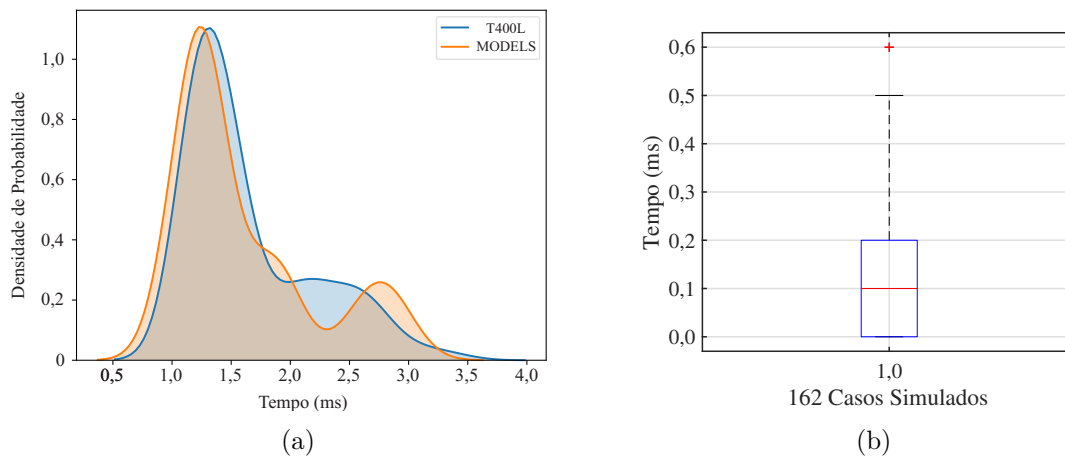 T400L
MODELS
1,0
0,8
0,6
0,4
0,2
0
Densidade de Probabilidade
0,5 1,0 1,5 2,0 2,5 3,0 3,5 4,0
Tempo (ms)
(a)
0,6
0,5
0,4
0,3
0,2
0,1
0,0
Tempo (ms)
1,0
162 Casos Simulados
(b)